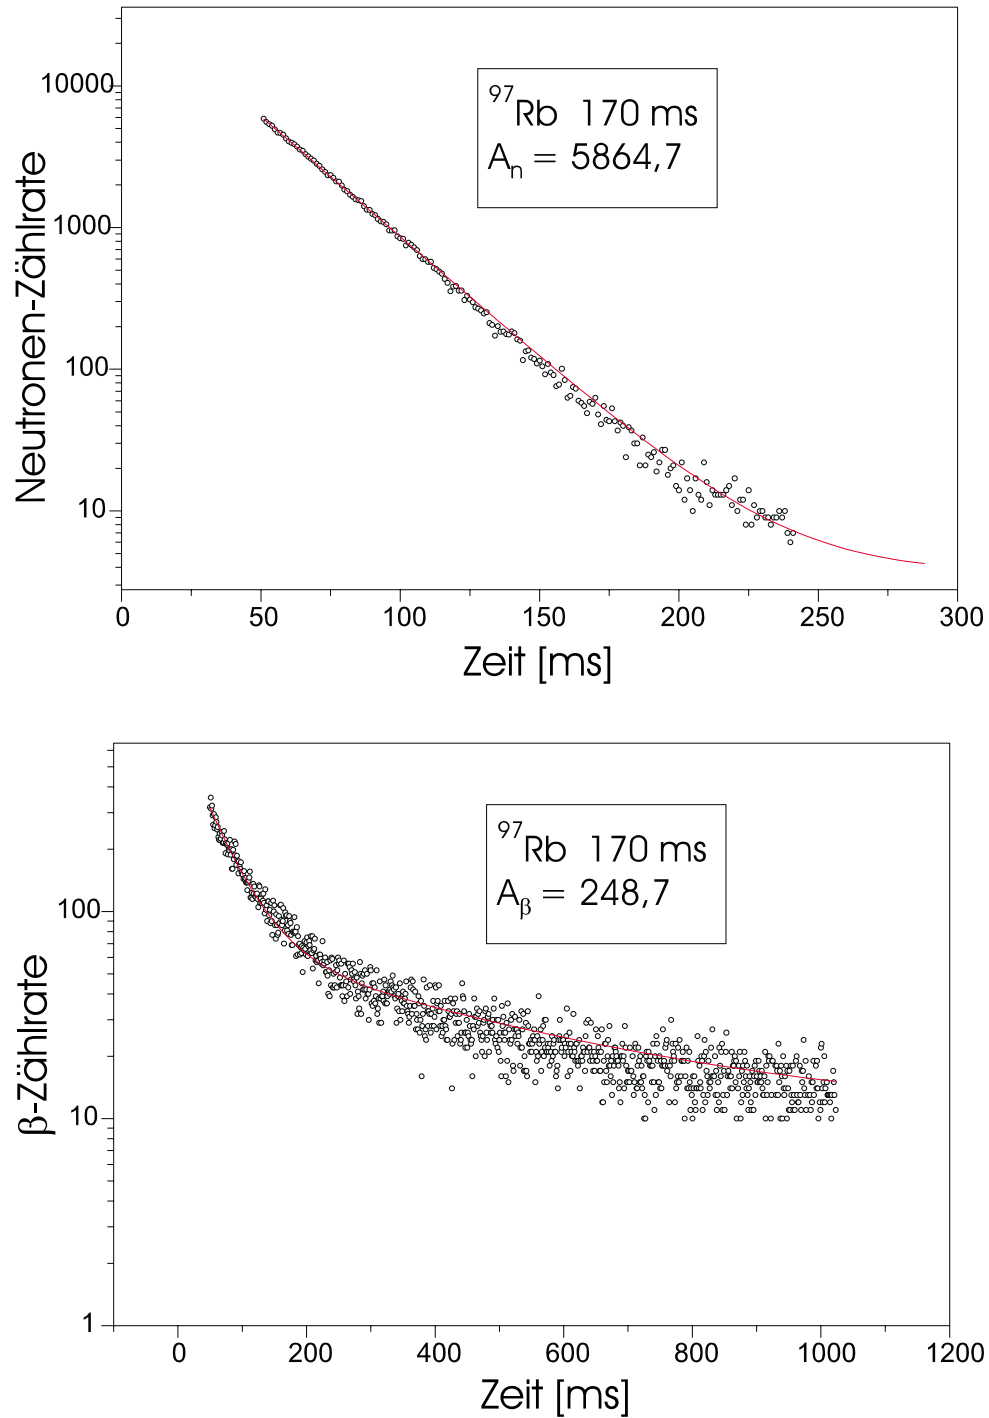 10000
1000
100
10
Neutronen-Zählrate
⁹⁷Rb 170 ms
Aₙ = 5864,7
0 50 100 150 200 250 300
Zeit [ms]
100
10
1
β-Zählrate
⁹⁷Rb 170 ms
Aᵦ = 248,7
0 200 400 600 800 1000 1200
Zeit [ms]